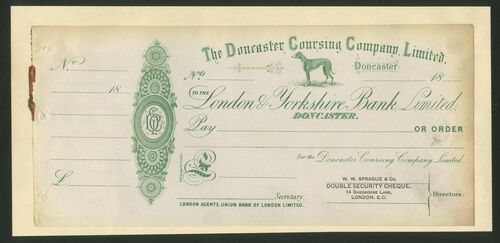 The Doncaster Coursing Company, Limited.
Doncaster 18
No.
18
No.
TO THE London & Yorkshire Bank Limited,
DONCASTER.
Pay
OR ORDER
For the Doncaster Coursing Company Limited.
W. W. SPRAGUE & Co.
DOUBLE SECURITY CHEQUE.
14 SHERBORNE LANE,
LONDON. E.C.
Directors.
£
£
Secretary
LONDON AGENTS, UNION BANK OF LONDON LIMITED.